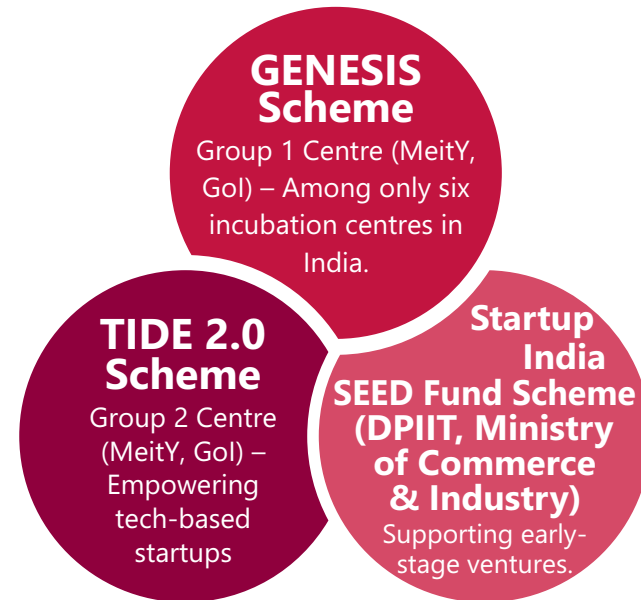 GENESIS
Scheme
Group 1 Centre (MeitY,
GoI) – Among only six
incubation centres in
India.
TIDE 2.0
Scheme
Group 2 Centre
(MeitY, GoI) –
Empowering
tech-based
startups
Startup
India
SEED Fund Scheme
(DPIIT, Ministry
of Commerce
& Industry)
Supporting early-
stage ventures.